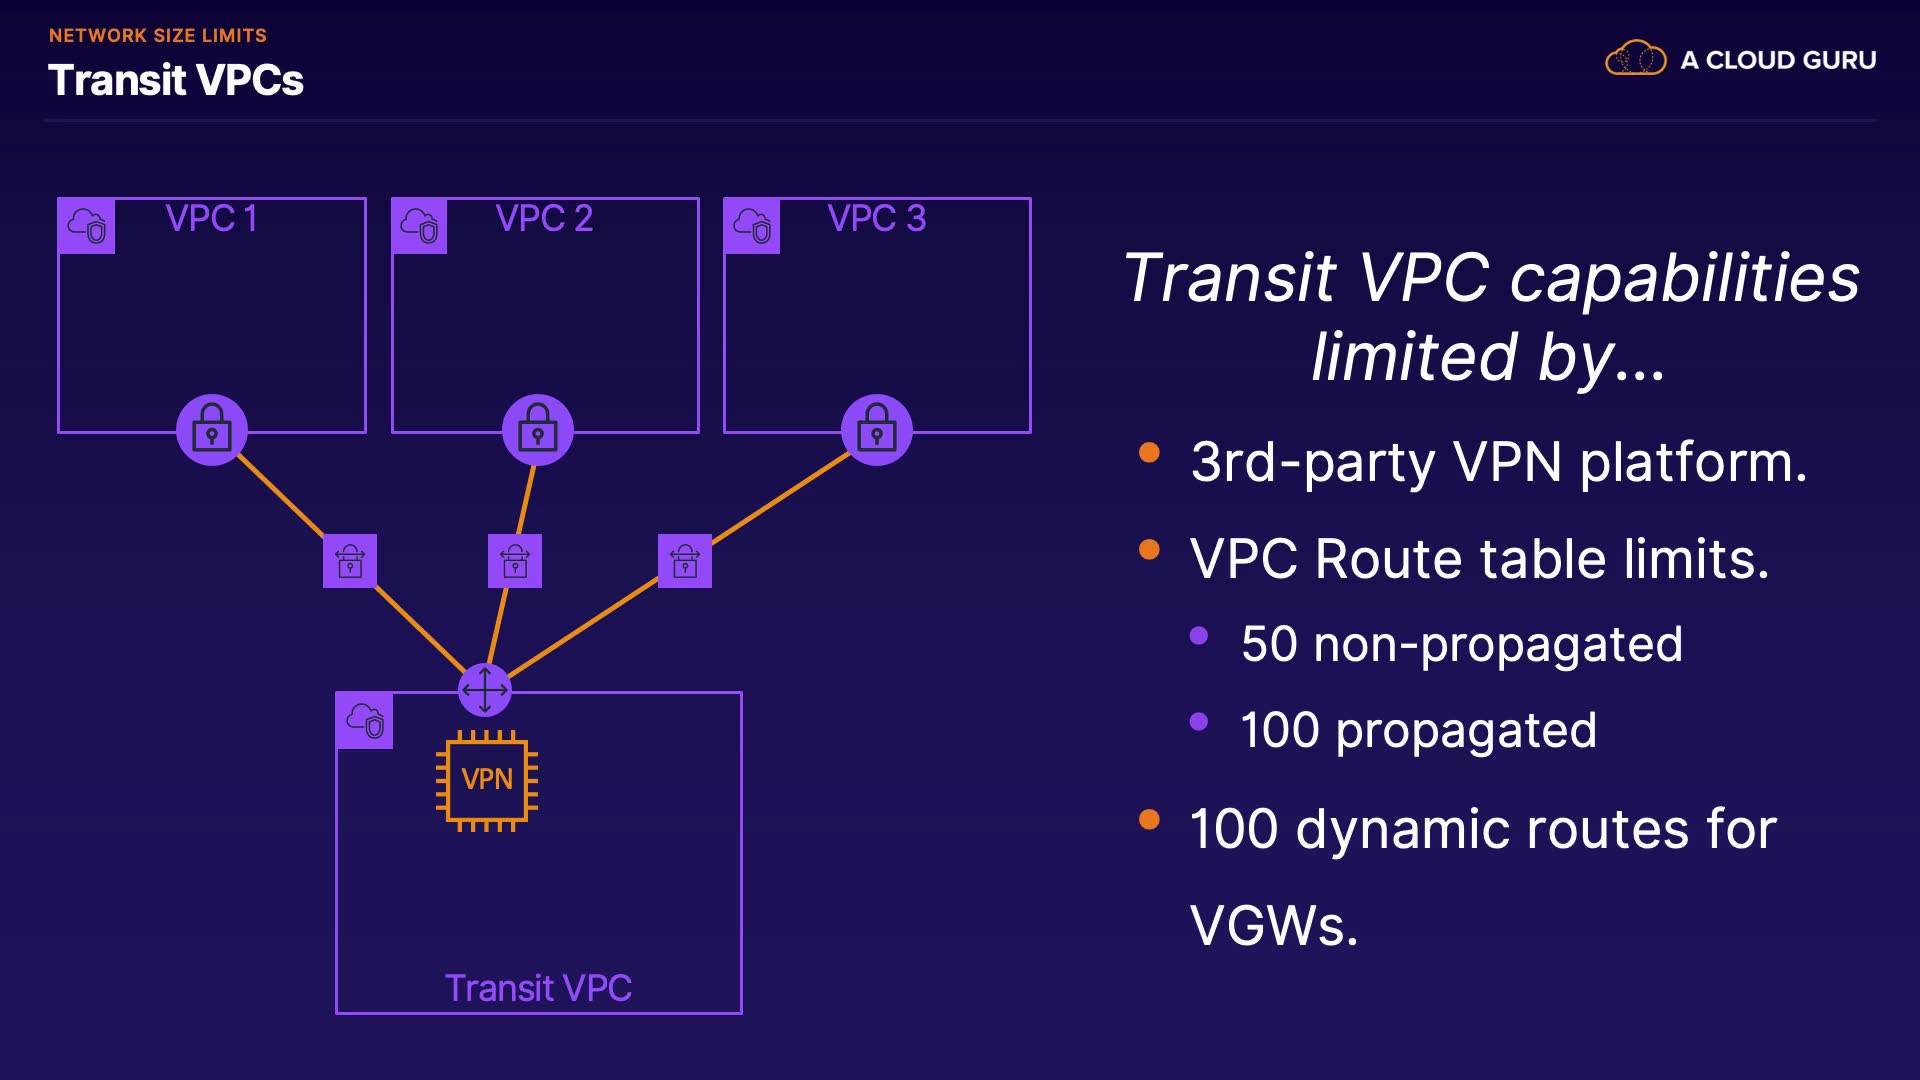 NETWORK SIZE LIMITS
Transit VPCs
A CLOUD GURU
VPC 1
VPC 2
VPC 3
VPN
Transit VPC
Transit VPC capabilities
limited by...
3rd-party VPN platform.
VPC Route table limits.
50 non-propagated
100 propagated
100 dynamic routes for
VGWs.